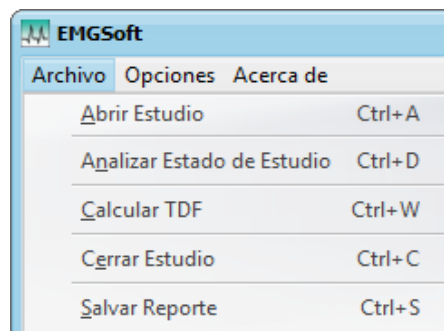 EMGSoft
Archivo Opciones Acerca de
Abrir Estudio Ctrl+A
Analizar Estado de Estudio Ctrl+D
Calcular TDF Ctrl+W
Cerrar Estudio Ctrl+C
Salvar Reporte Ctrl+S